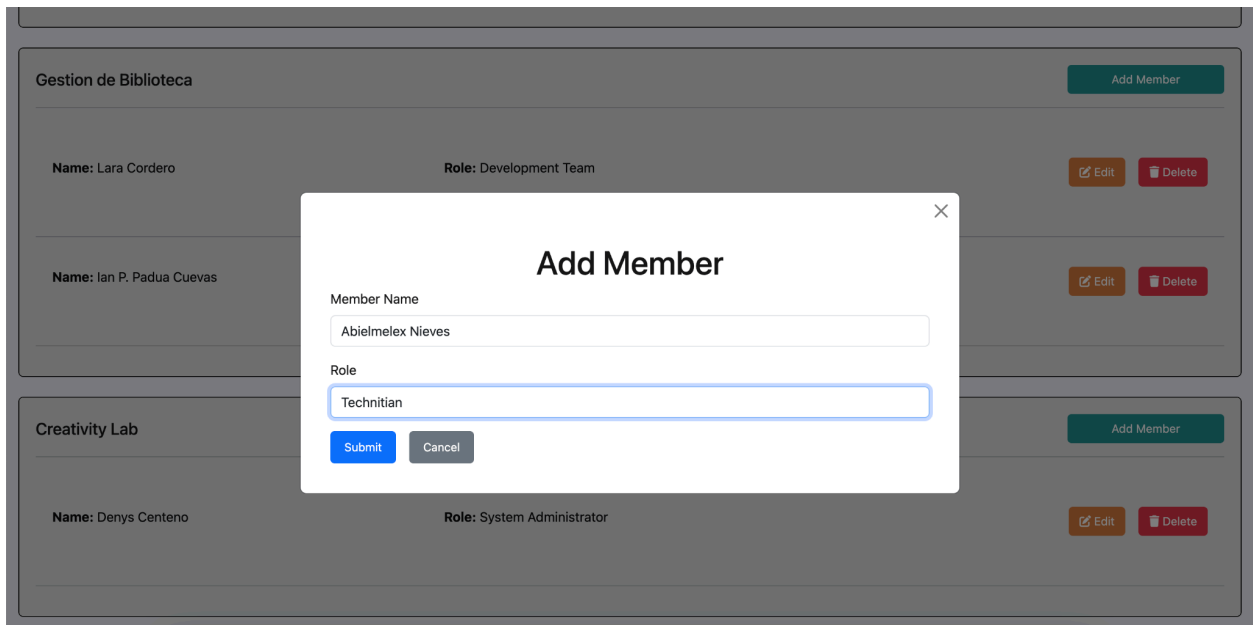 Gestion de Biblioteca
Add Member
Name: Lara Cordero
Role: Development Team
Edit
Delete
Name: Ian P. Padua Cuevas
Edit
Delete
Add Member
Member Name
Abielmelex Nieves
Role
Technitian
Submit
Cancel
Creativity Lab
Add Member
Name: Denys Centeno
Role: System Administrator
Edit
Delete